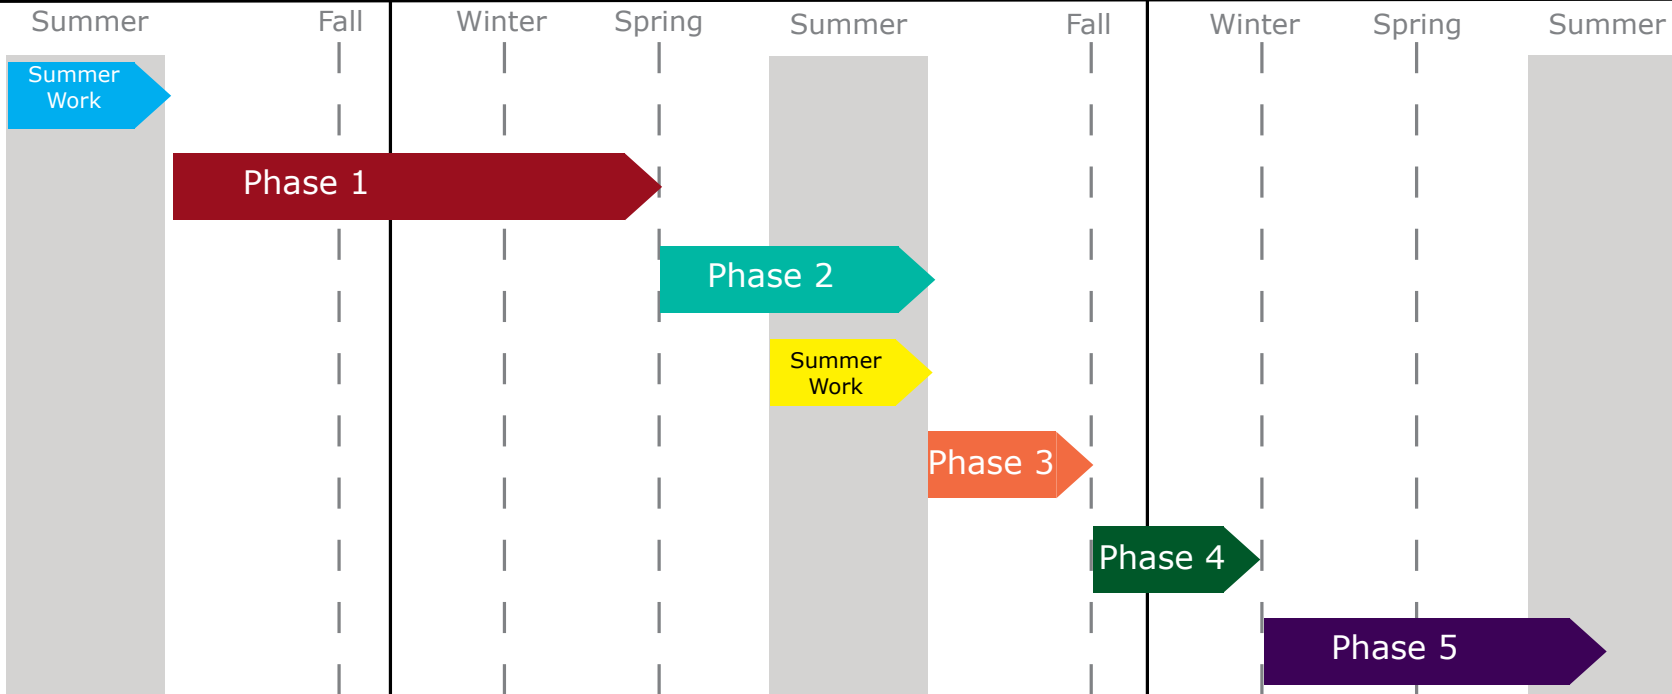 Summer Fall Winter Spring Summer Fall Winter Spring Summer
Summer
Work
Phase 1
Phase 2
Summer
Work
Phase 3
Phase 4
Phase 5